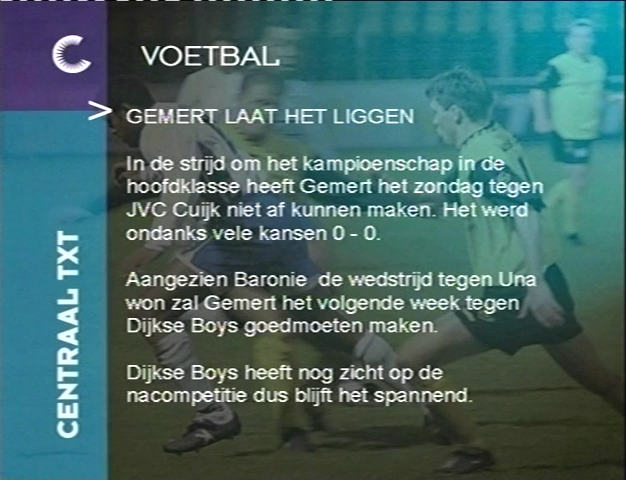 VOETBAL
> GEMERT LAAT HET LIGGEN
In de strijd om het kampioenschap in de
hoofdklasse heeft Gemert het zondag tegen
JVC Cuijk niet af kunnen maken. Het werd
ondanks vele kansen 0 - 0.
Aangezien Baronie  de wedstrijd tegen Una
won zal Gemert het volgende week tegen
Dijkse Boys goedmoeten maken.
Dijkse Boys heeft nog zicht op de
nacompetitie dus blijft het spannend.
CENTRAAL TXT